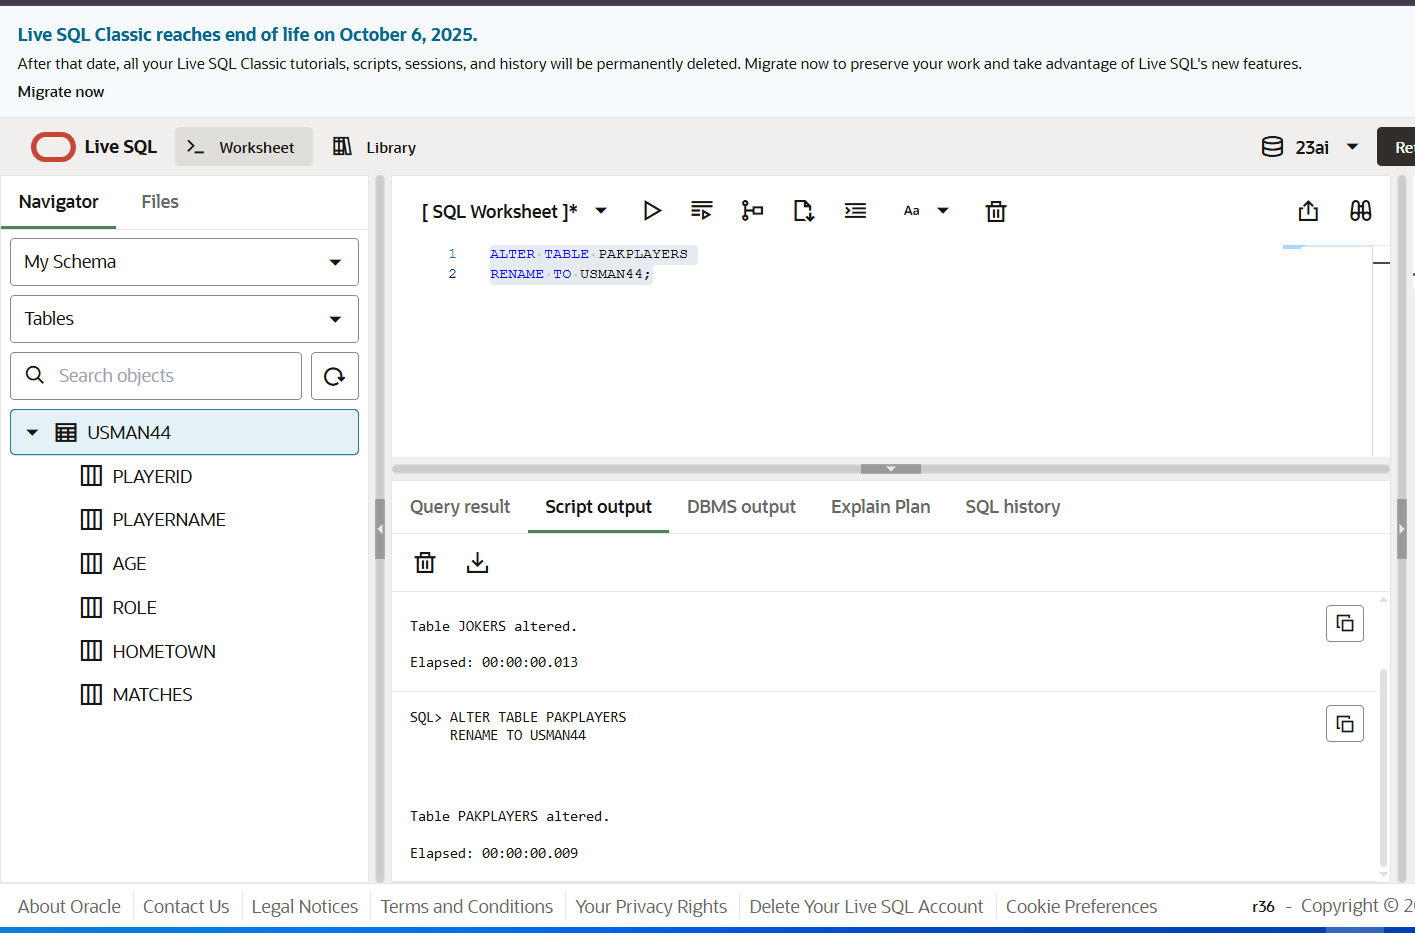 Live SQL Classic reaches end of life on October 6, 2025.
After that date, all your Live SQL Classic tutorials, scripts, sessions, and history will be permanently deleted. Migrate now to preserve your work and take advantage of Live SQL's new features.
Migrate now
Live SQL
Worksheet
Library
23ai
Navigator
Files
My Schema
Tables
Search objects
USMAN44
PLAYERID
PLAYERNAME
AGE
ROLE
HOMETOWN
MATCHES
[ SQL Worksheet ]*
Aa
1 ALTER TABLE PAKPLAYERS
2 RENAME TO USMAN44;
Query result
Script output
DBMS output
Explain Plan
SQL history
Table JOKERS altered.
Elapsed: 00:00:00.013
SQL> ALTER TABLE PAKPLAYERS
RENAME TO USMAN44
Table PAKPLAYERS altered.
Elapsed: 00:00:00.009
About Oracle
Contact Us
Legal Notices
Terms and Conditions
Your Privacy Rights
Delete Your Live SQL Account
Cookie Preferences
r36 - Copyright ©